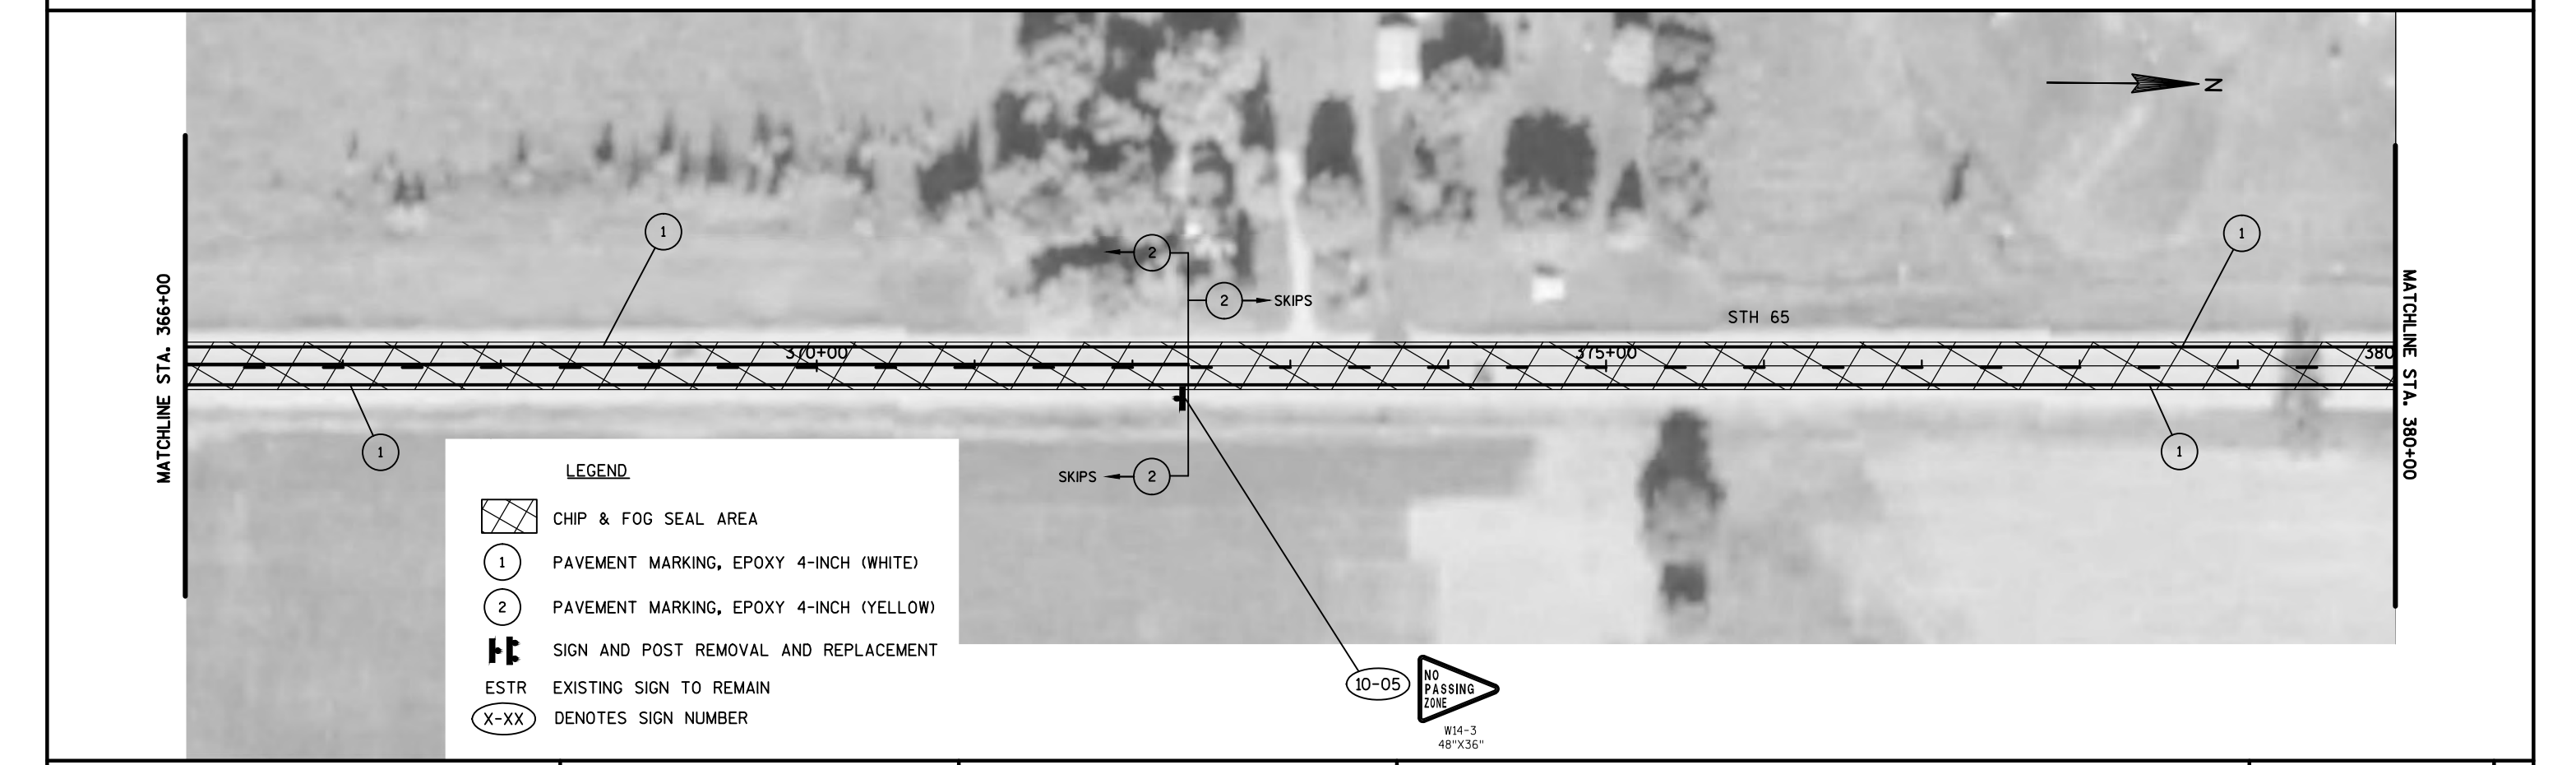 N
1
1
2
2 SKIPS
STH 65
MATCHLINE STA. 366+00
370+00
375+00
380
MATCHLINE STA. 380+00
1
1
SKIPS 2
LEGEND
CHIP & FOG SEAL AREA
1 PAVEMENT MARKING, EPOXY 4-INCH (WHITE)
2 PAVEMENT MARKING, EPOXY 4-INCH (YELLOW)
SIGN AND POST REMOVAL AND REPLACEMENT
ESTR EXISTING SIGN TO REMAIN
X-XX DENOTES SIGN NUMBER
10-05
NO
PASSING
ZONE
W14-3
48"X36"